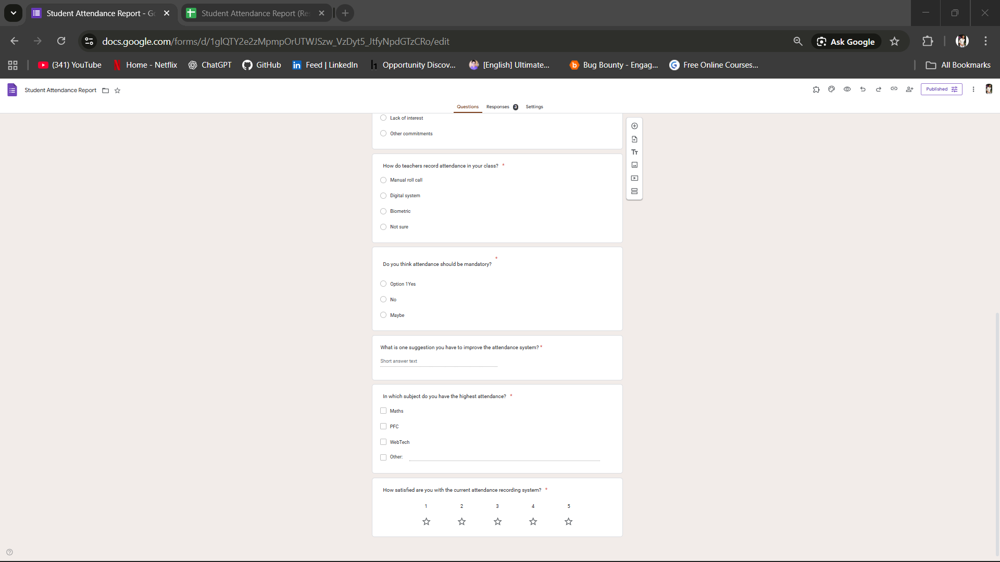 Student Attendance Report - Go
Student Attendance Report (Res
docs.google.com/forms/d/1glQTY2e2zMpmpOrUTWJSzw_VzDyt5_JtfyNpdGTzCRo/edit
Ask Google
(341) YouTube
Home - Netflix
ChatGPT
GitHub
Feed | LinkedIn
Opportunity Discov...
[English] Ultimate...
Bug Bounty - Engag...
Free Online Courses...
All Bookmarks
Student Attendance Report
Published
Questions
Responses 3
Settings
Lack of interest
Other commitments
How do teachers record attendance in your class? *
Manual roll call
Digital system
Biometric
Not sure
Do you think attendance should be mandatory? *
Option 1Yes
No
Maybe
What is one suggestion you have to improve the attendance system? *
Short answer text
In which subject do you have the highest attendance? *
Maths
PFC
WebTech
Other:
How satisfied are you with the current attendance recording system? *
1 2 3 4 5